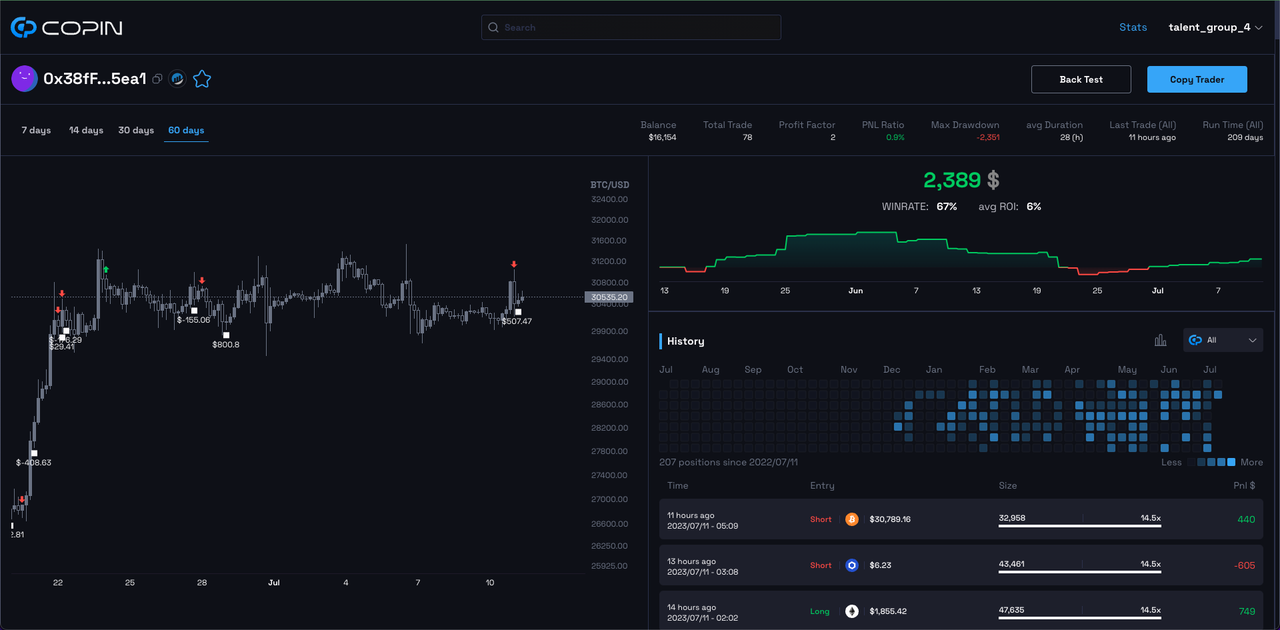 COPIN
Search
Stats
talent_group_4
0x38fF...5ea1
Back Test
Copy Trader
7 days 14 days 30 days 60 days
Balance Total Trade Profit Factor PNL Ratio Max Drawdown avg Duration Last Trade (All) Run Time (All)
$16,154 78 2 0.9% -2,351 28 (h) 11 hours ago 209 days
BTC/USD
32400.00
32000.00
31600.00
31200.00
30800.00
30535.20
30400.00
29900.00
29400.00
29000.00
28600.00
28200.00
27800.00
27400.00
27000.00
26600.00
26250.00
25925.00
$29.41
$-155.06
$800.8
$507.47
$-408.63
22 25 28 Jul 4 7 10
2,389 $
WINRATE: 67% avg ROI: 6%
13 19 25 Jun 7 13 19 25 Jul 7
History
All
Jul Aug Sep Oct Nov Dec Jan Feb Mar Apr May Jun Jul
207 positions since 2022/07/11
Less More
Time Entry Size Pnl $
11 hours ago
2023/07/11 - 05:09
Short $30,789.16
32,958 14.5x
440
13 hours ago
2023/07/11 - 03:08
Short $6.23
43,461 14.5x
-605
14 hours ago
2023/07/11 - 02:02
Long $1,855.42
47,635 14.5x
749